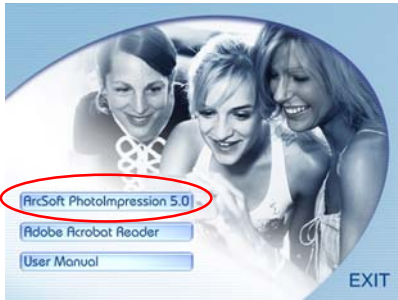 ArcSoft PhotoImpression 5.0
Adobe Acrobat Reader
User Manual
EXIT